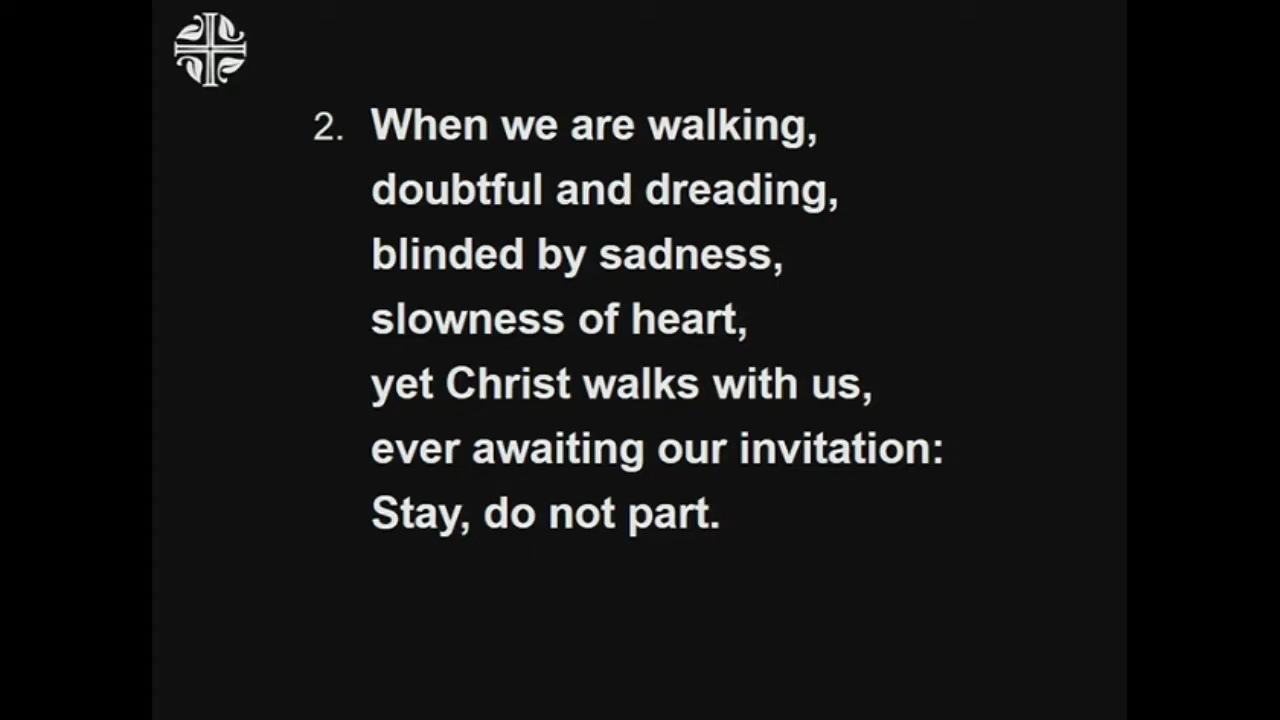 2. When we are walking,
doubtful and dreading,
blinded by sadness,
slowness of heart,
yet Christ walks with us,
ever awaiting our invitation:
Stay, do not part.